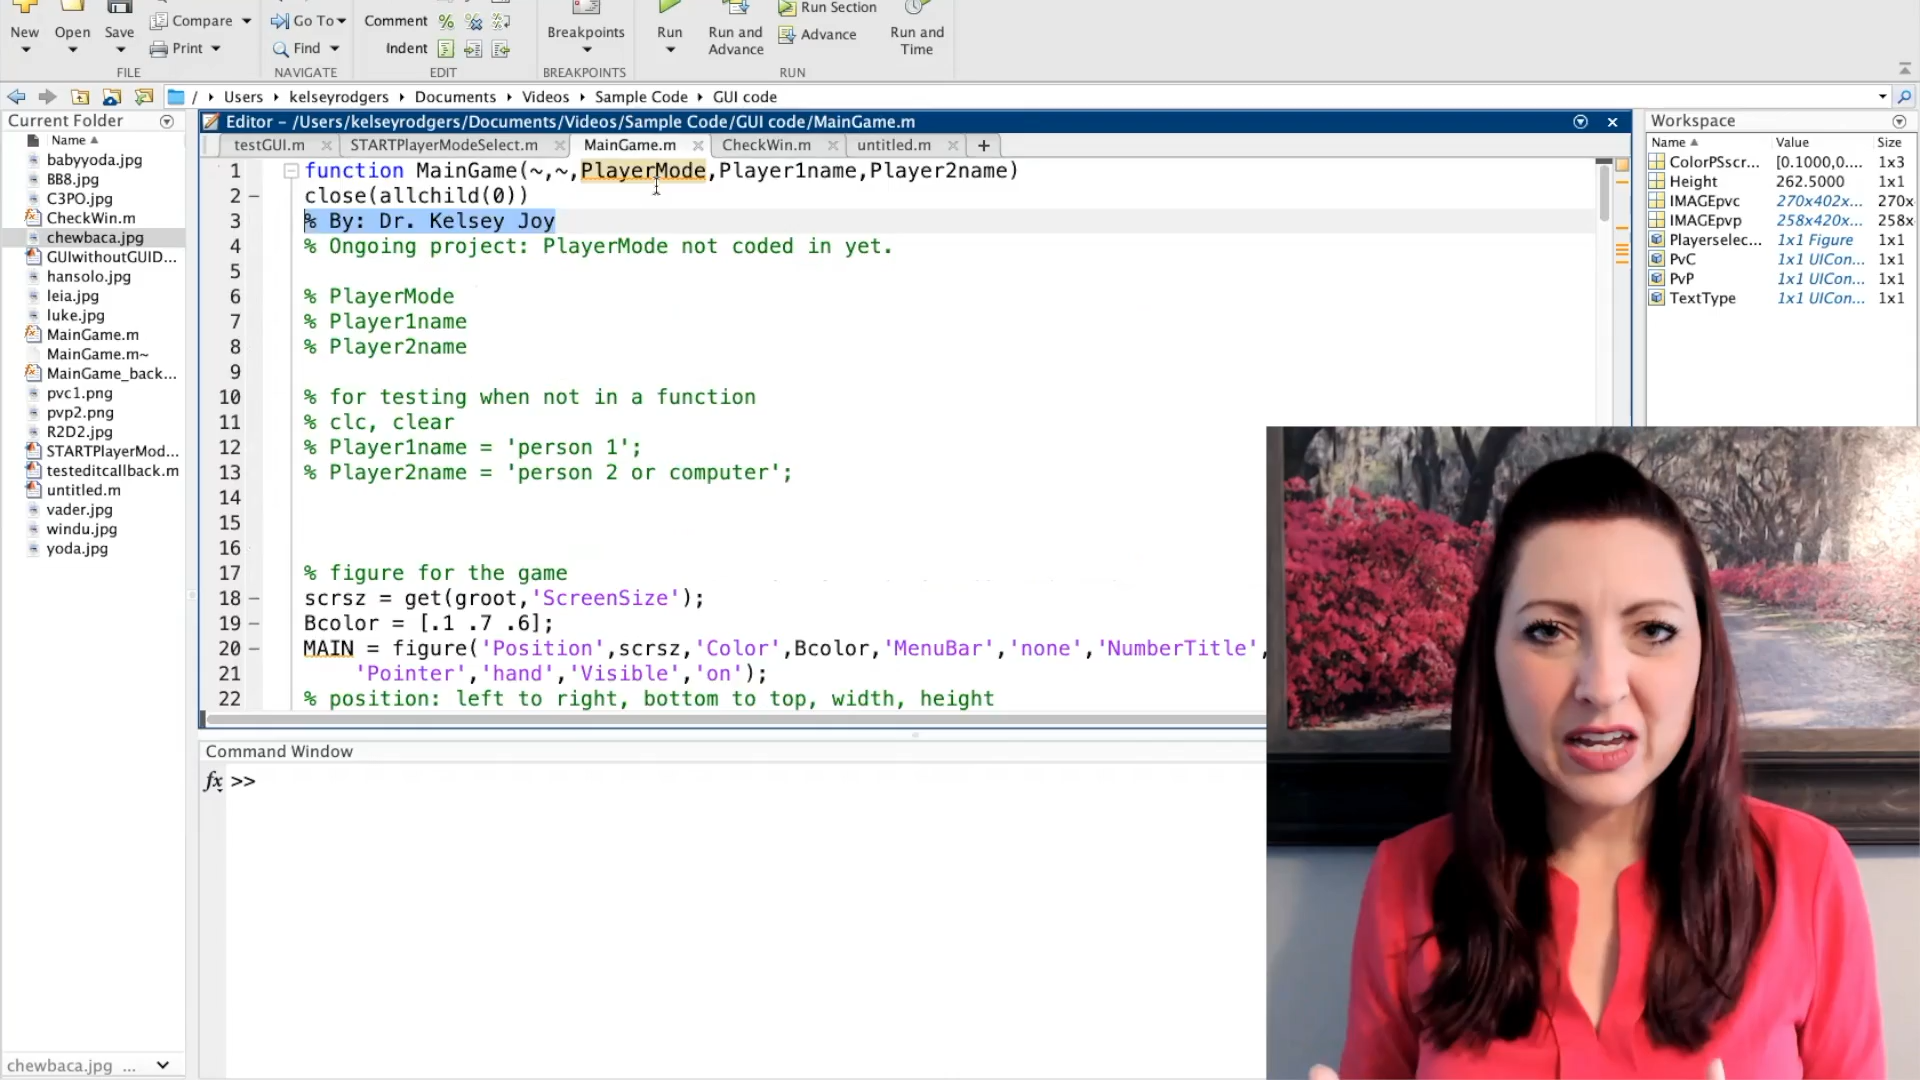 New
Open
Save
Compare
Print
FILE
Go To
Find
NAVIGATE
Comment
Indent
EDIT
Breakpoints
BREAKPOINTS
Run
Run and Advance
Run Section
Advance
Run and Time
RUN
/ Users kelseyrodgers Documents Videos Sample Code GUI code
Current Folder
Name
babyyoda.jpg
BB8.jpg
C3PO.jpg
CheckWin.m
chewbaca.jpg
GUIwithoutGUID...
hansolo.jpg
leia.jpg
luke.jpg
MainGame.m
MainGame.m~
MainGame_back...
pvc1.png
pvp2.png
R2D2.jpg
STARTPlayerMod...
testeditcallback.m
untitled.m
vader.jpg
windu.jpg
yoda.jpg
chewbaca.jpg ...
Editor - /Users/kelseyrodgers/Documents/Videos/Sample Code/GUI code/MainGame.m
testGUI.m
STARTPlayerModeSelect.m
MainGame.m
CheckWin.m
untitled.m
1 function MainGame(~,~,PlayerMode,Player1name,Player2name)
2 close(allchild(0))
3 % By: Dr. Kelsey Joy
4 % Ongoing project: PlayerMode not coded in yet.
5
6 % PlayerMode
7 % Player1name
8 % Player2name
9
10 % for testing when not in a function
11 % clc, clear
12 % Player1name = 'person 1';
13 % Player2name = 'person 2 or computer';
14
15
16
17 % figure for the game
18 scrsz = get(groot,'ScreenSize');
19 Bcolor = [.1 .7 .6];
20 MAIN = figure('Position',scrsz,'Color',Bcolor,'MenuBar','none','NumberTitle',
21 'Pointer','hand','Visible','on');
22 % position: left to right, bottom to top, width, height
Command Window
fx >>
Workspace
Name Value Size
ColorPSscr... [0.1000,0.... 1x3
Height 262.5000 1x1
IMAGEpvc 270x402x... 270x
IMAGEpvp 258x420x... 258x
Playerselec... 1x1 Figure 1x1
PvC 1x1 UICon... 1x1
PvP 1x1 UICon... 1x1
TextType 1x1 UICon... 1x1